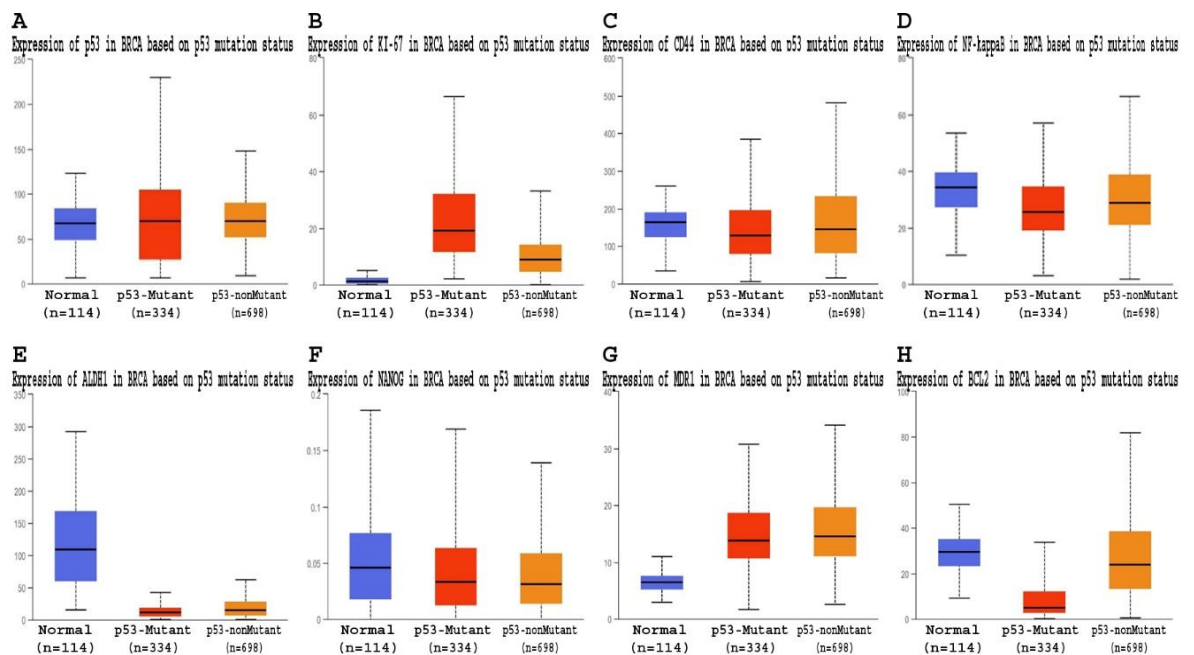 A
Expression of p53 in BRCA based on p53 mutation status
250
200
150
100
50
0
Normal
(n=114)
p53-Mutant
(n=334)
p53-nonMutant
(n=698)
B
Expression of KI-67 in BRCA based on p53 mutation status
80
60
40
20
0
Normal
(n=114)
p53-Mutant
(n=334)
p53-nonMutant
(n=698)
C
Expression of CD44 in BRCA based on p53 mutation status
600
500
400
300
200
100
0
Normal
(n=114)
p53-Mutant
(n=334)
p53-nonMutant
(n=698)
D
Expression of NF-kappaB in BRCA based on p53 mutation status
80
60
40
20
0
Normal
(n=114)
p53-Mutant
(n=334)
p53-nonMutant
(n=698)
E
Expression of ALDH1 in BRCA based on p53 mutation status
350
300
250
200
150
100
50
0
Normal
(n=114)
p53-Mutant
(n=334)
p53-nonMutant
(n=698)
F
Expression of NANOG in BRCA based on p53 mutation status
0.2
0.15
0.1
0.05
0
Normal
(n=114)
p53-Mutant
(n=334)
p53-nonMutant
(n=698)
G
Expression of MDR1 in BRCA based on p53 mutation status
40
30
20
10
0
Normal
(n=114)
p53-Mutant
(n=334)
p53-nonMutant
(n=698)
H
Expression of BCL2 in BRCA based on p53 mutation status
100
80
60
40
20
0
Normal
(n=114)
p53-Mutant
(n=334)
p53-nonMutant
(n=698)